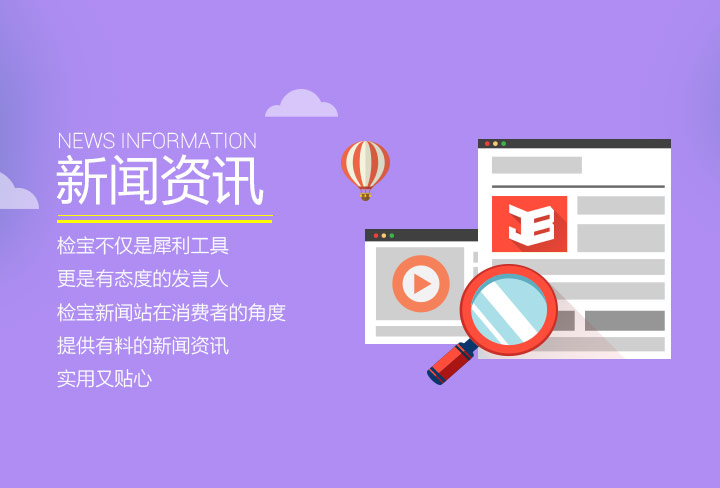 NEWS INFORMATION
新闻资讯
检宝不仅是犀利工具
更是有态度的发言人
检宝新闻站在消费者的角度
提供有料的新闻资讯
实用又贴心
JB